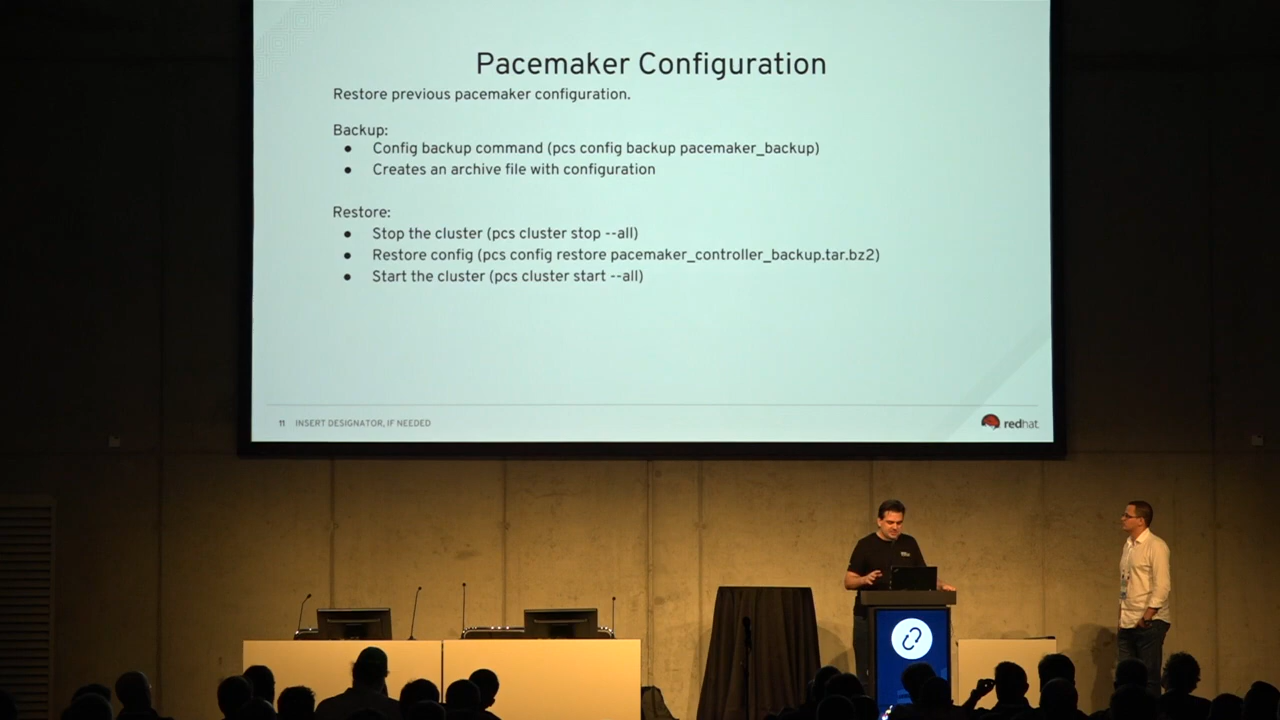 Pacemaker Configuration
Restore previous pacemaker configuration.
Backup:
● Config backup command (pcs config backup pacemaker_backup)
● Creates an archive file with configuration
Restore:
● Stop the cluster (pcs cluster stop --all)
● Restore config (pcs config restore pacemaker_controller_backup.tar.bz2)
● Start the cluster (pcs cluster start --all)
11 INSERT DESIGNATOR, IF NEEDED
redhat.